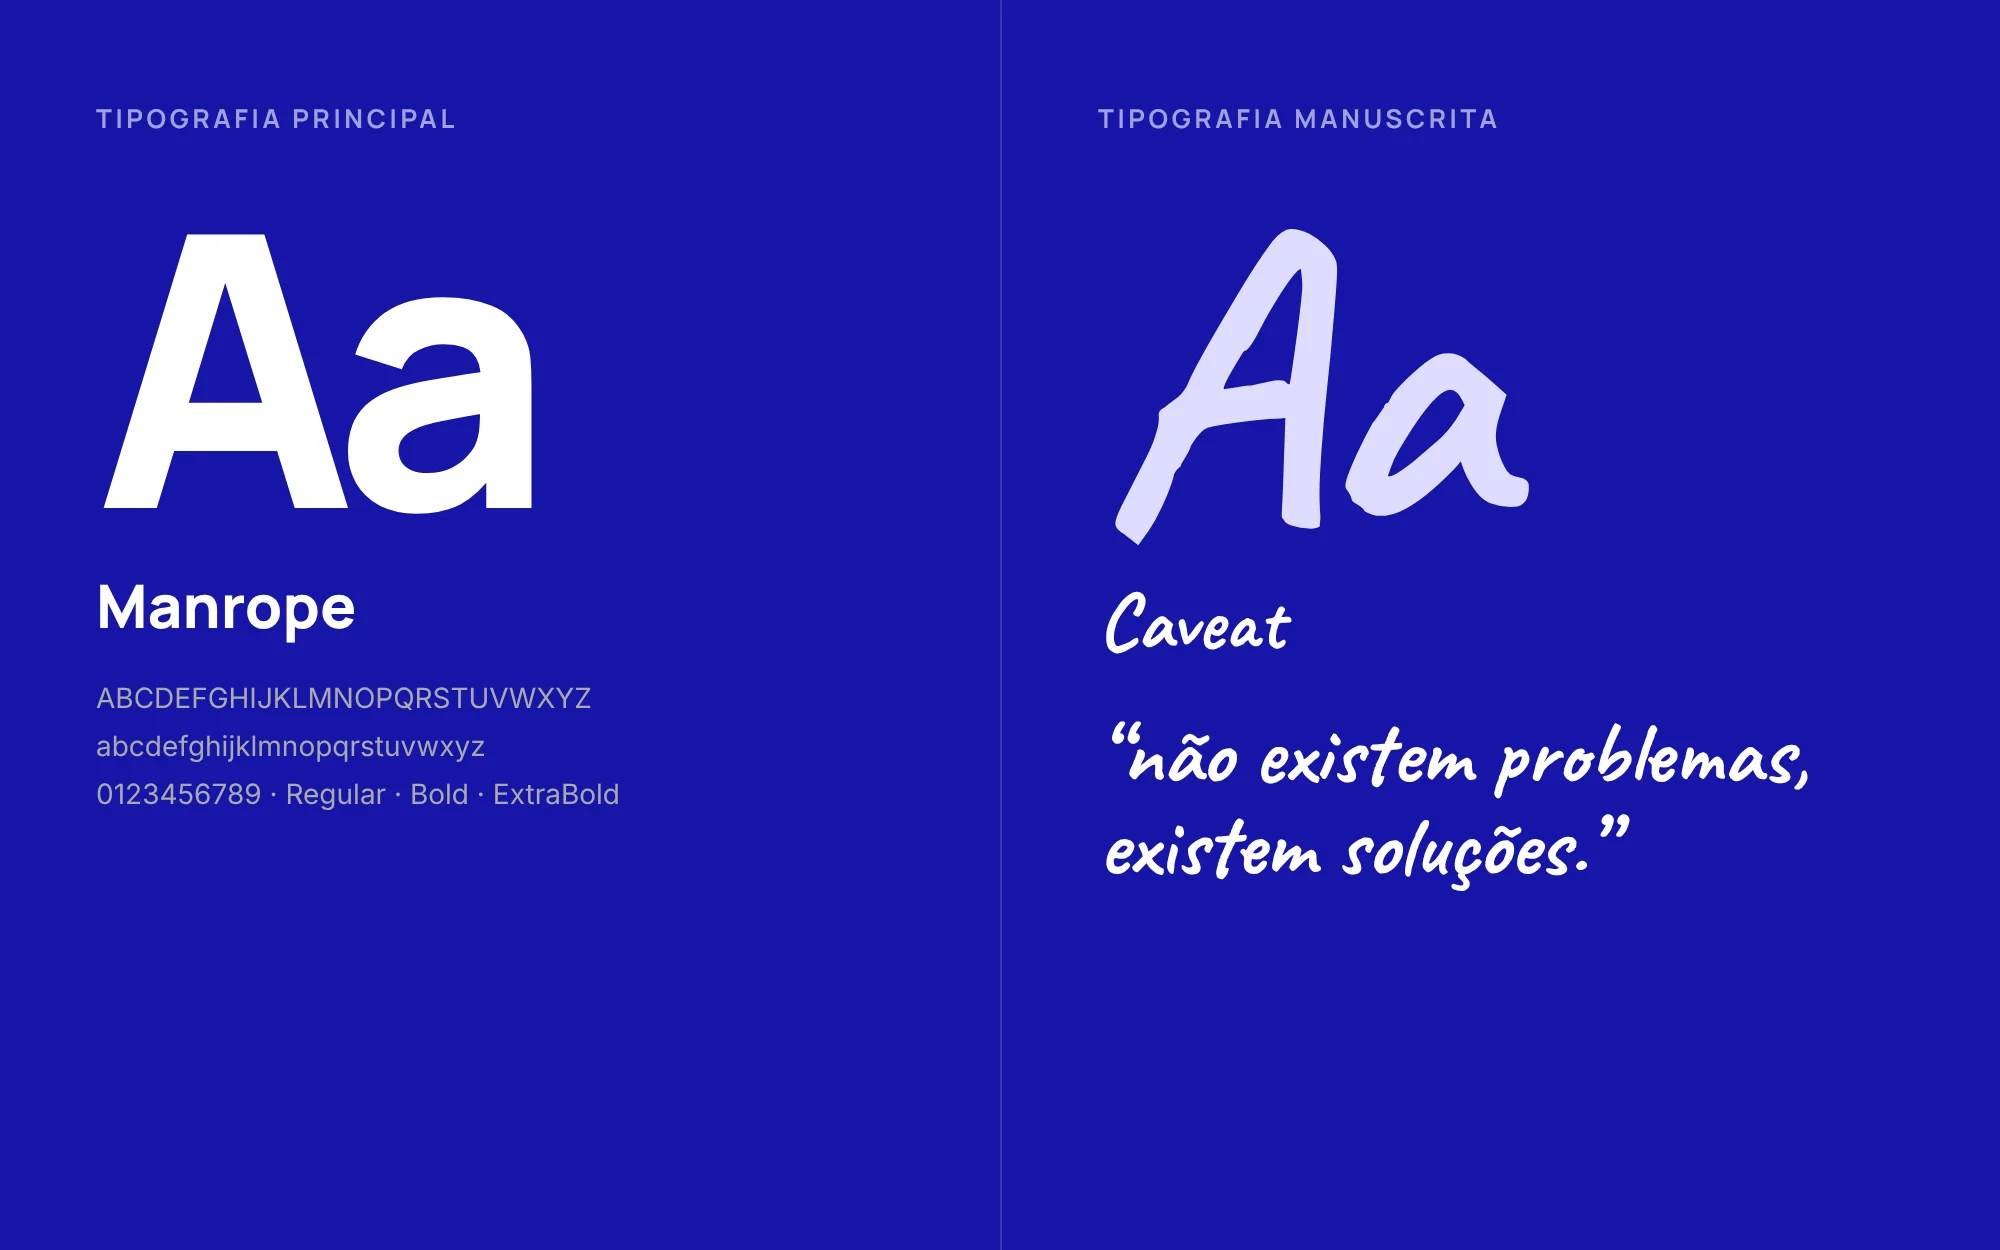 TIPOGRAFIA PRINCIPAL
Aa
Manrope
ABCDEFGHIJKLMNOPQRSTUVWXYZ
abcdefghijklmnopqrstuvwxyz
0123456789 · Regular · Bold · ExtraBold
TIPOGRAFIA MANUSCRITA
Aa
Caveat
“não existem problemas,
existem soluções.”